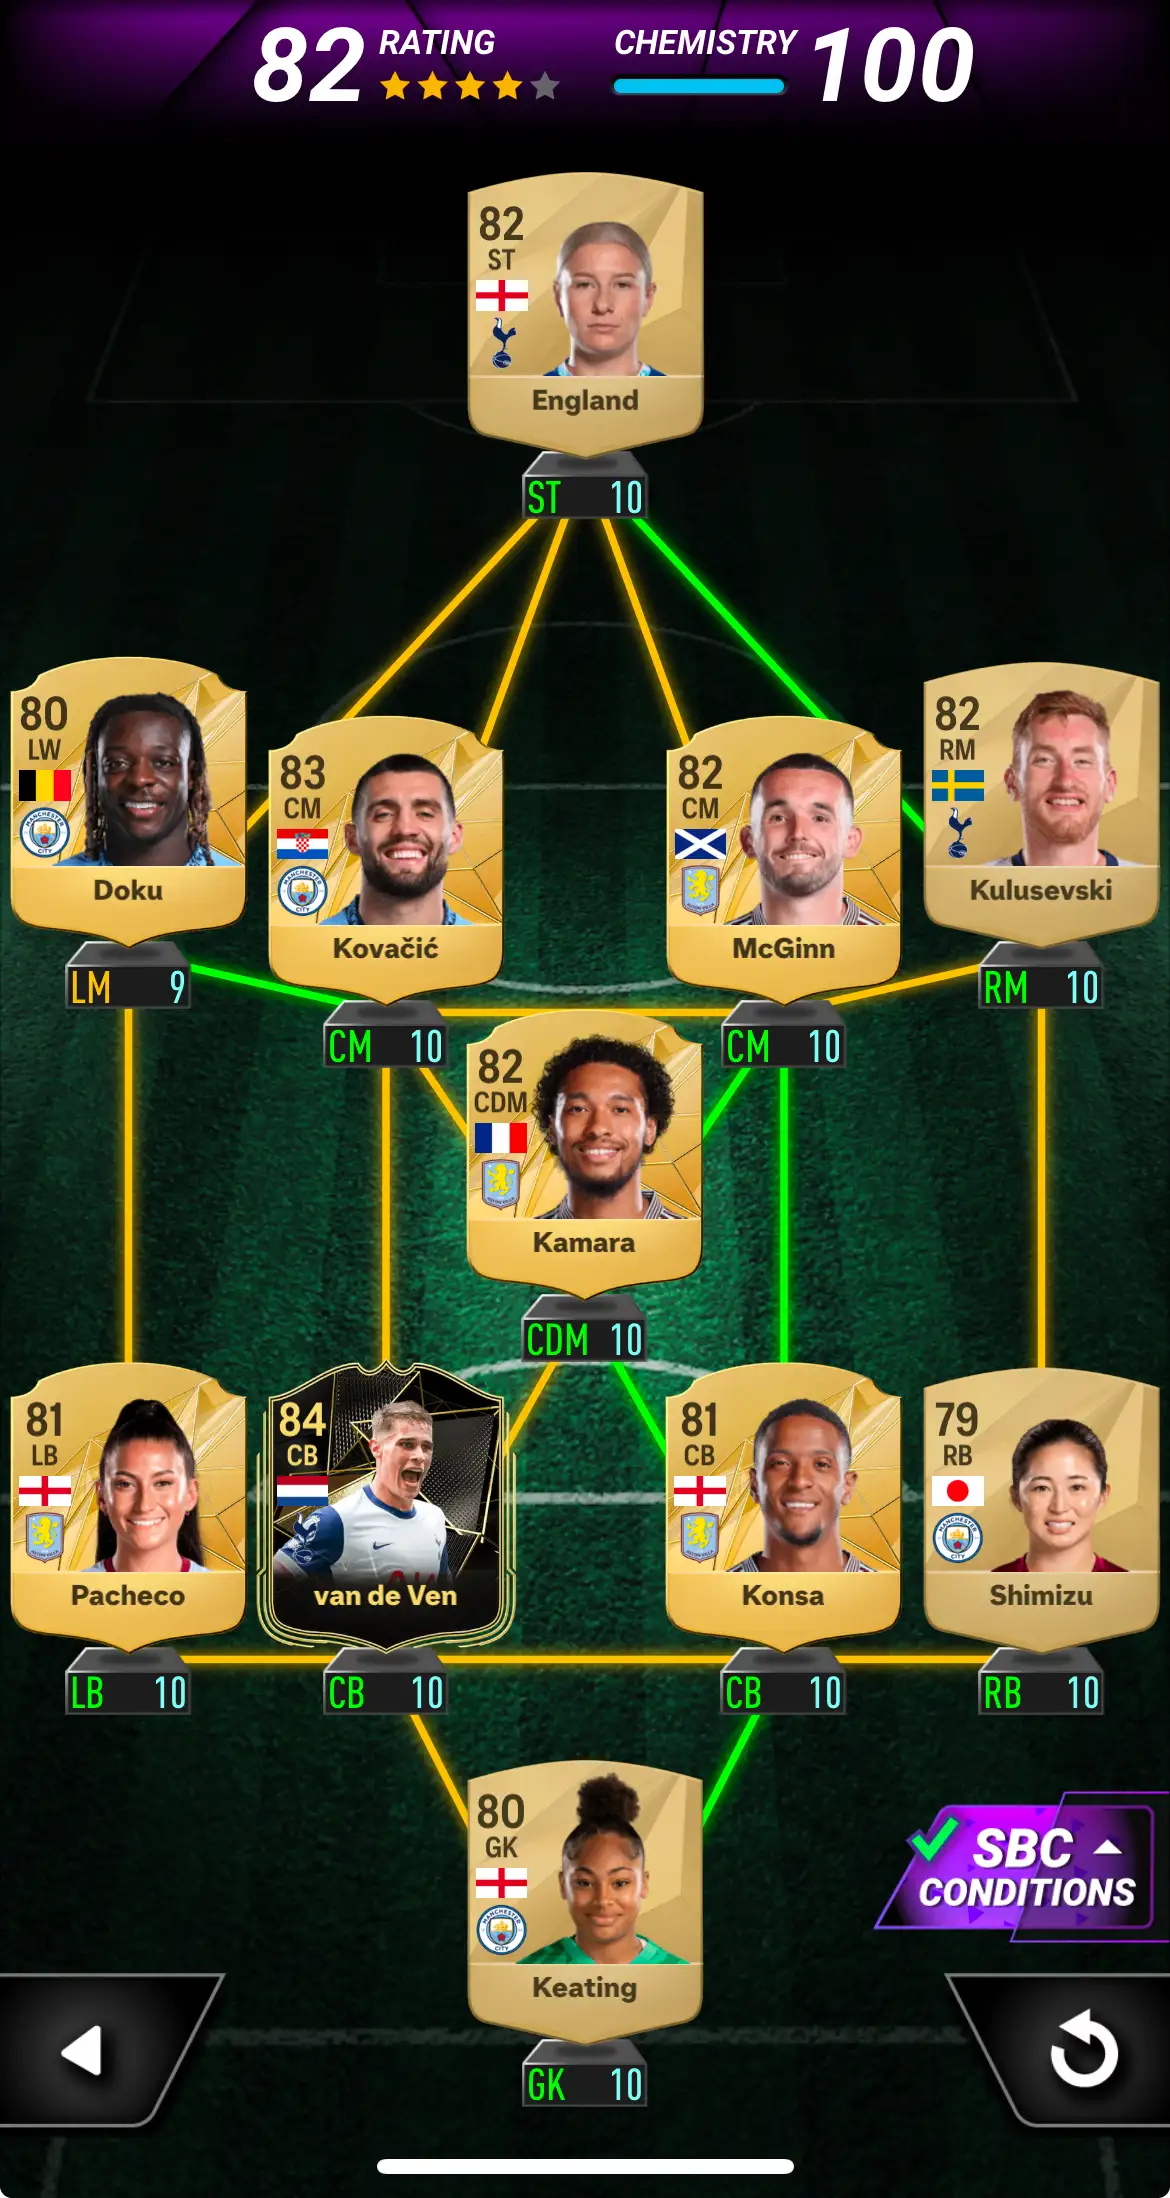 82 RATING CHEMISTRY 100
82
ST
England
ST 10
80
LW
Doku
LM 9
83
CM
Kovačić
CM 10
82
CM
McGinn
CM 10
82
RM
Kulusevski
RM 10
82
CDM
Kamara
CDM 10
81
LB
Pacheco
LB 10
84
CB
van de Ven
CB 10
81
CB
Konsa
CB 10
79
RB
Shimizu
RB 10
80
GK
Keating
GK 10
SBC
CONDITIONS